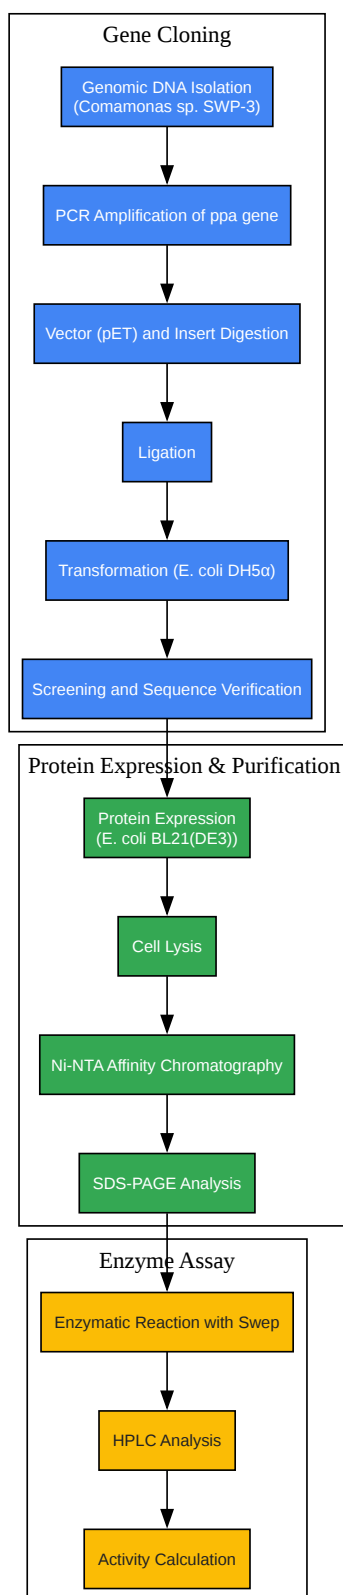 Gene Cloning
Genomic DNA Isolation
(Comamonas sp. SWP-3)
PCR Amplification of ppa gene
Vector (pET) and Insert Digestion
Ligation
Transformation (E. coli DH5α)
Screening and Sequence Verification
Protein Expression & Purification
Protein Expression
(E. coli BL21(DE3))
Cell Lysis
Ni-NTA Affinity Chromatography
SDS-PAGE Analysis
Enzyme Assay
Enzymatic Reaction with Swep
HPLC Analysis
Activity Calculation